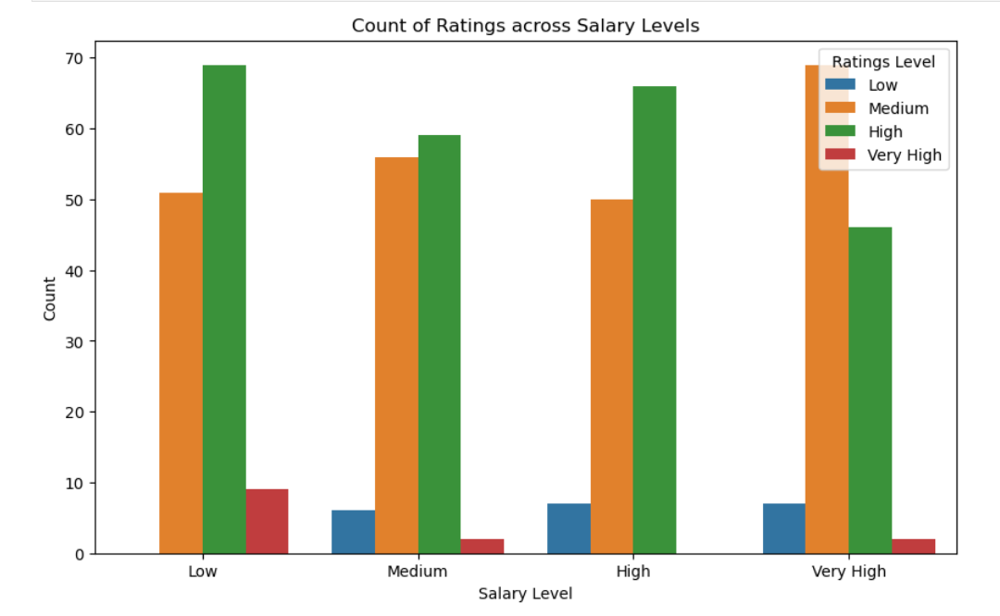 Count of Ratings across Salary Levels
70
60
50
40
30
20
10
0
Count
Ratings Level
Low
Medium
High
Very High
Low Medium High Very High
Salary Level